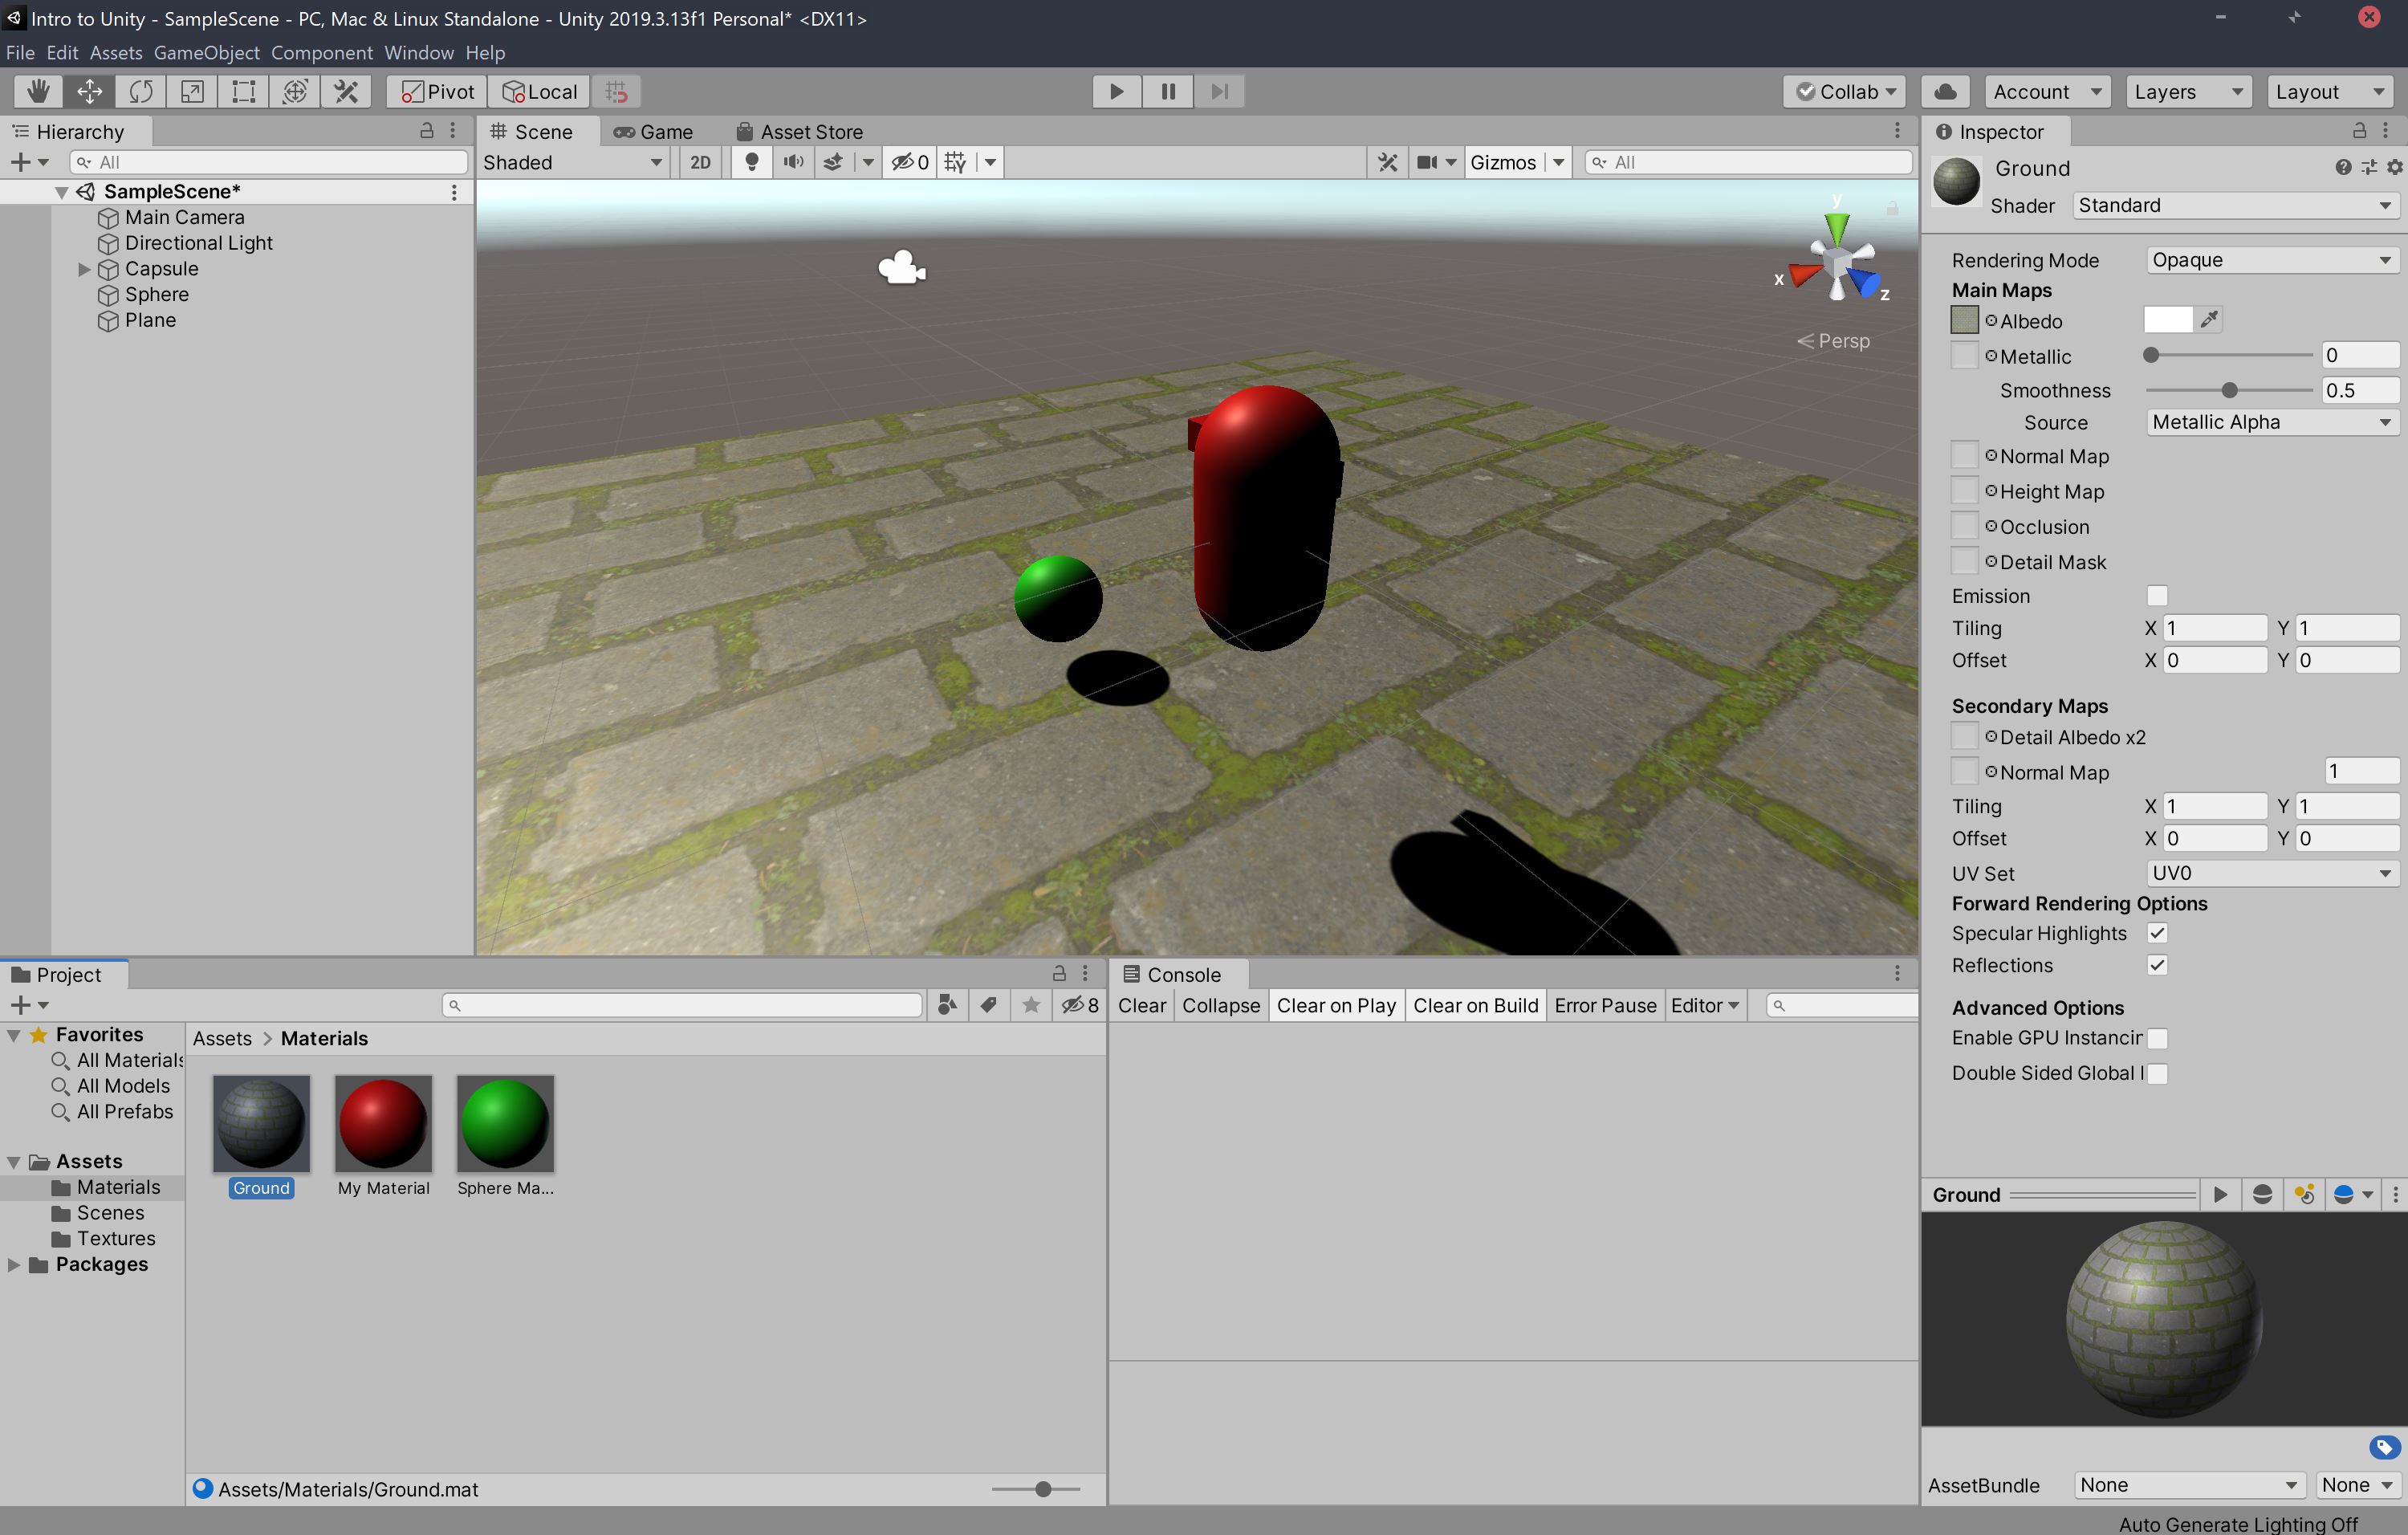 Intro to Unity - SampleScene - PC, Mac & Linux Standalone - Unity 2019.3.13f1 Personal* <DX11>
File Edit Assets GameObject Component Window Help
Pivot Local Collab Account Layers Layout
Hierarchy
All
SampleScene*
Main Camera
Directional Light
Capsule
Sphere
Plane
Scene Game Asset Store
Shaded 2D 0 Gizmos All
y
x
z
Persp
Inspector
Ground
Shader Standard
Rendering Mode Opaque
Main Maps
Albedo
Metallic 0
Smoothness 0.5
Source Metallic Alpha
Normal Map
Height Map
Occlusion
Detail Mask
Emission
Tiling X 1 Y 1
Offset X 0 Y 0
Secondary Maps
Detail Albedo x2
Normal Map 1
Tiling X 1 Y 1
Offset X 0 Y 0
UV Set UV0
Forward Rendering Options
Specular Highlights
Reflections
Advanced Options
Enable GPU Instancin
Double Sided Global I
Ground
AssetBundle None None
Project
8
Favorites
All Materials
All Models
All Prefabs
Assets
Materials
Scenes
Textures
Packages
Assets > Materials
Ground My Material Sphere Ma...
Assets/Materials/Ground.mat
Console
Clear Collapse Clear on Play Clear on Build Error Pause Editor
Auto Generate Lighting Off